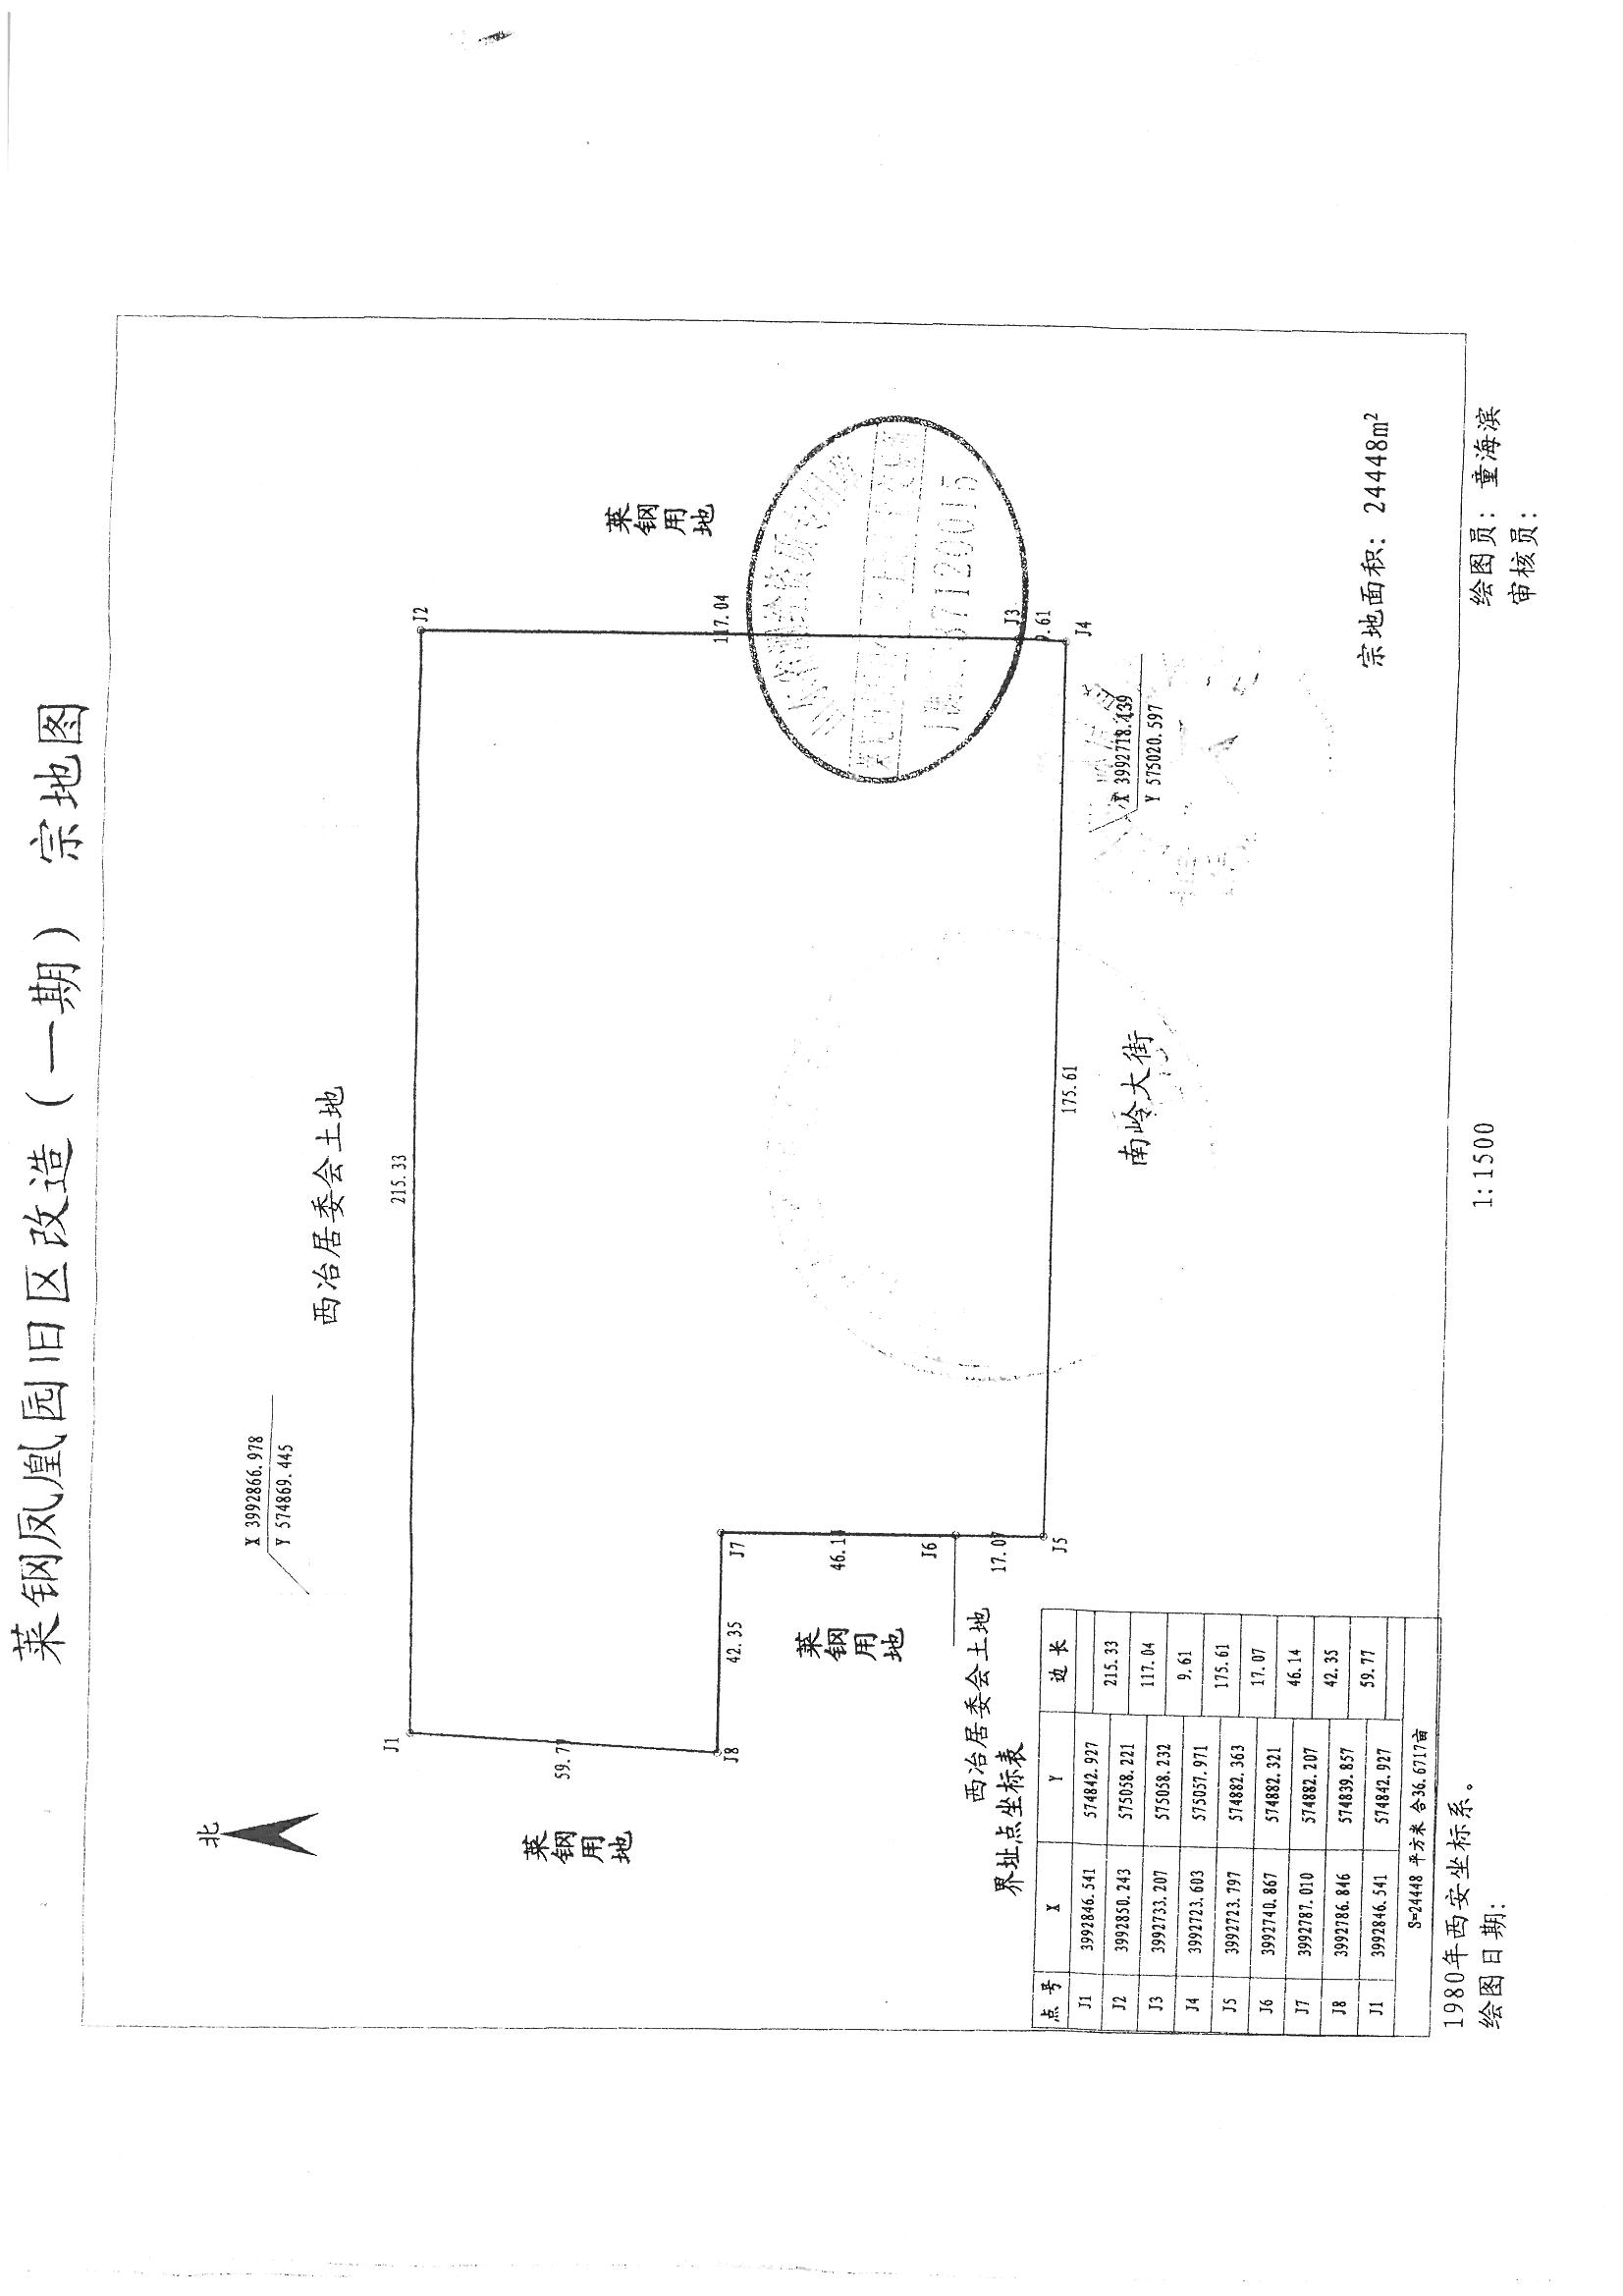 莱钢凤凰园旧区改造(一期) 宗地图
北
X 3992866.978
Y 574869.445
西冶居委会土地
J1
215.33
J2
莱钢用地
59.77
莱钢用地
117.04
J8
42.35
J7
莱钢用地
46.14
J6
17.07
J5
175.61
J3
9.61
J4
37120015
X 3992718.439
Y 575020.597
南岭大街
西冶居委会土地
界址点坐标表
点号 X Y 边长
J1 3992846.541 574842.927
215.33
J2 3992850.243 575058.221
117.04
J3 3992733.207 575058.232
9.61
J4 3992723.603 575057.971
175.61
J5 3992723.797 574882.363
17.07
J6 3992740.867 574882.321
46.14
J7 3992787.010 574882.207
42.35
J8 3992786.846 574839.857
59.77
J1 3992846.541 574842.927
S=24448 平方米 合36.6717亩
宗地面积: 24448m²
1980年西安坐标系。
绘图日期:
1:1500
绘图员: 童海滨
审核员: